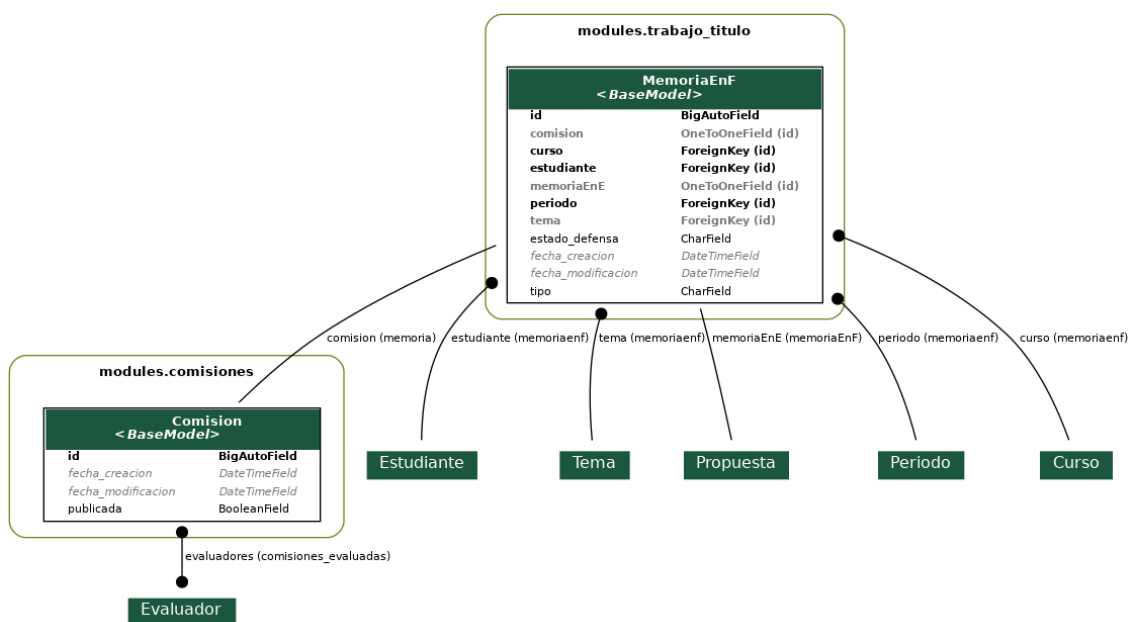 modules.trabajo_titulo
MemoriaEnF
<BaseModel>
id BigAutoField
comision OneToOneField (id)
curso ForeignKey (id)
estudiante ForeignKey (id)
memoriaEnE OneToOneField (id)
periodo ForeignKey (id)
tema ForeignKey (id)
estado_defensa CharField
fecha_creacion DateTimeField
fecha_modificacion DateTimeField
tipo CharField
comision (memoria) estudiante (memoriaenf) tema (memoriaenf) memoriaEnE (memoriaEnF) periodo (memoriaenf) curso (memoriaenf)
modules.comisiones
Comision
<BaseModel>
id BigAutoField
fecha_creacion DateTimeField
fecha_modificacion DateTimeField
publicada BooleanField
Estudiante Tema Propuesta Periodo Curso
evaluadores (comisiones_evaluadas)
Evaluador